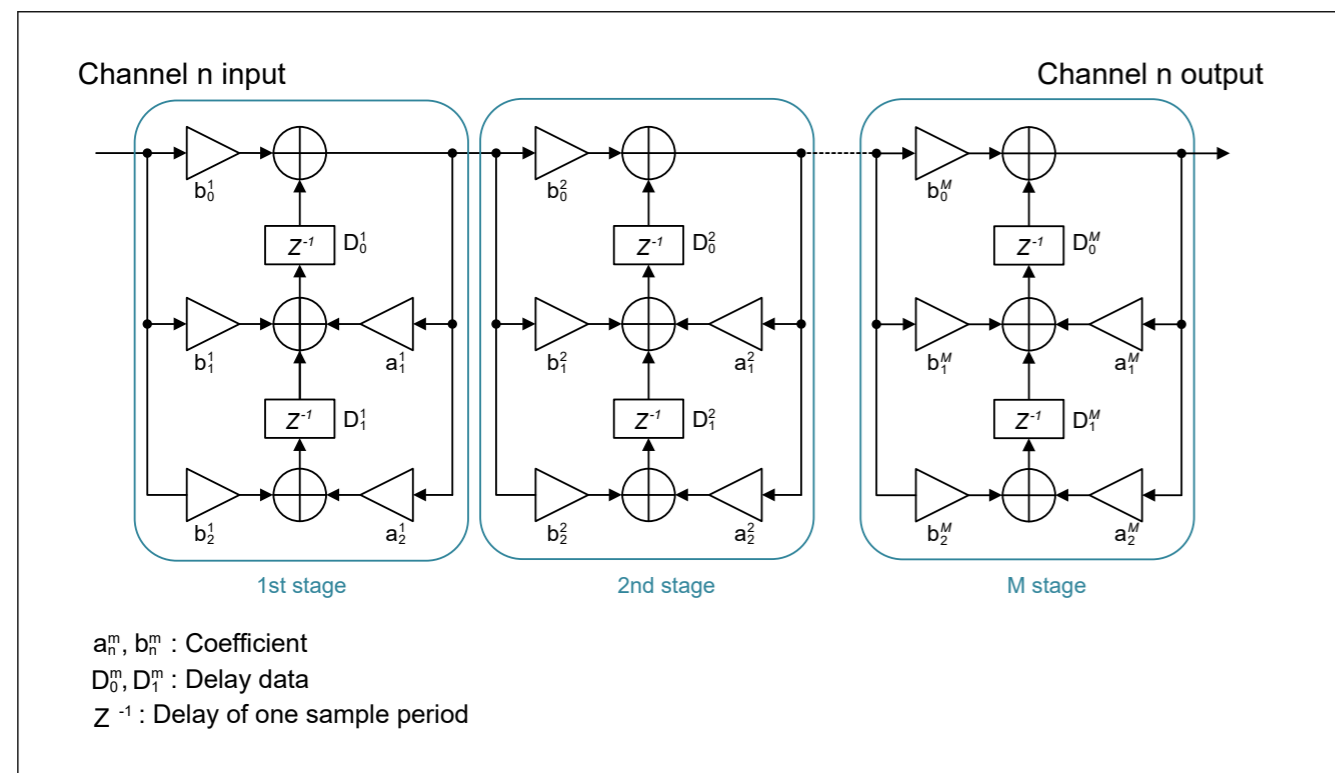 Channel n input Channel n output
b₀¹ b₀² b₀ᴹ
Z⁻¹ D₀¹ Z⁻¹ D₀² Z⁻¹ D₀ᴹ
b₁¹ a₁¹ b₁² a₁² b₁ᴹ a₁ᴹ
Z⁻¹ D₁¹ Z⁻¹ D₁² Z⁻¹ D₁ᴹ
b₂¹ a₂¹ b₂² a₂² b₂ᴹ a₂ᴹ
1st stage 2nd stage M stage
aₙᵐ, bₙᵐ : Coefficient
D₀ᵐ, D₁ᵐ : Delay data
Z ⁻¹ : Delay of one sample period